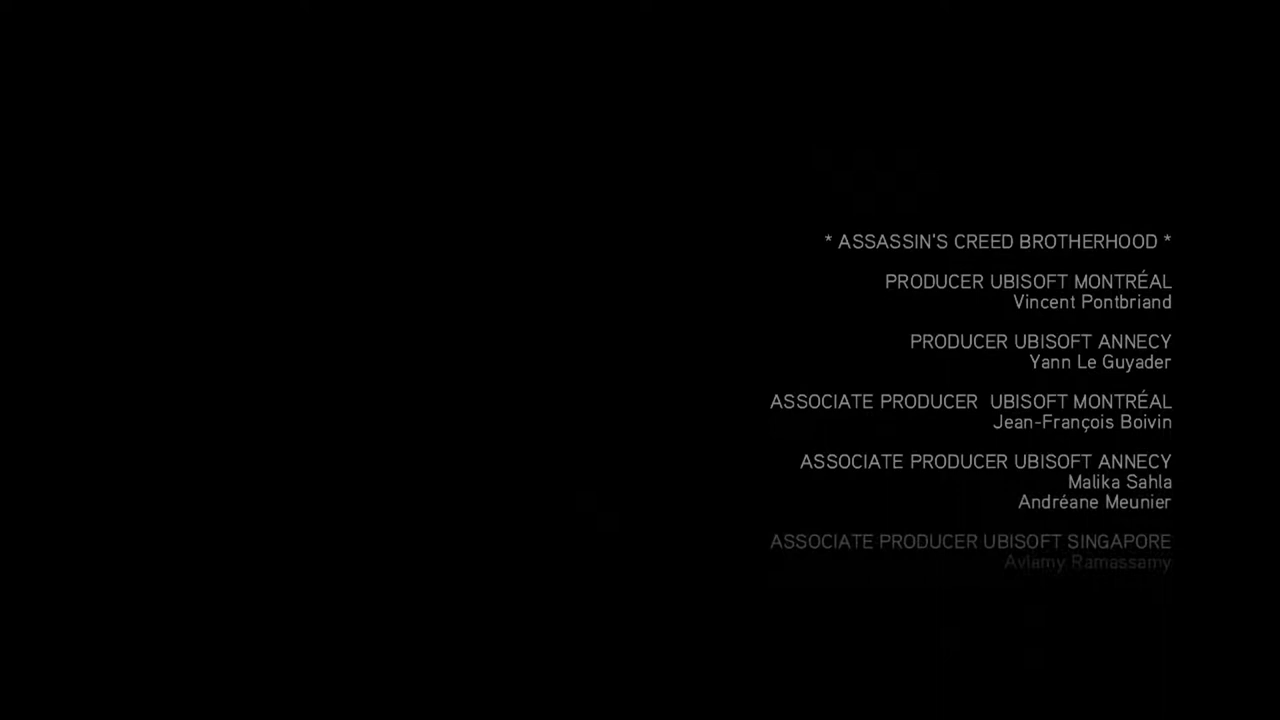 * ASSASSIN'S CREED BROTHERHOOD *
PRODUCER UBISOFT MONTRÉAL
Vincent Pontbriand
PRODUCER UBISOFT ANNECY
Yann Le Guyader
ASSOCIATE PRODUCER  UBISOFT MONTRÉAL
Jean-François Boivin
ASSOCIATE PRODUCER UBISOFT ANNECY
Malika Sahla
Andréane Meunier
ASSOCIATE PRODUCER UBISOFT SINGAPORE
Aviamy Ramassamy